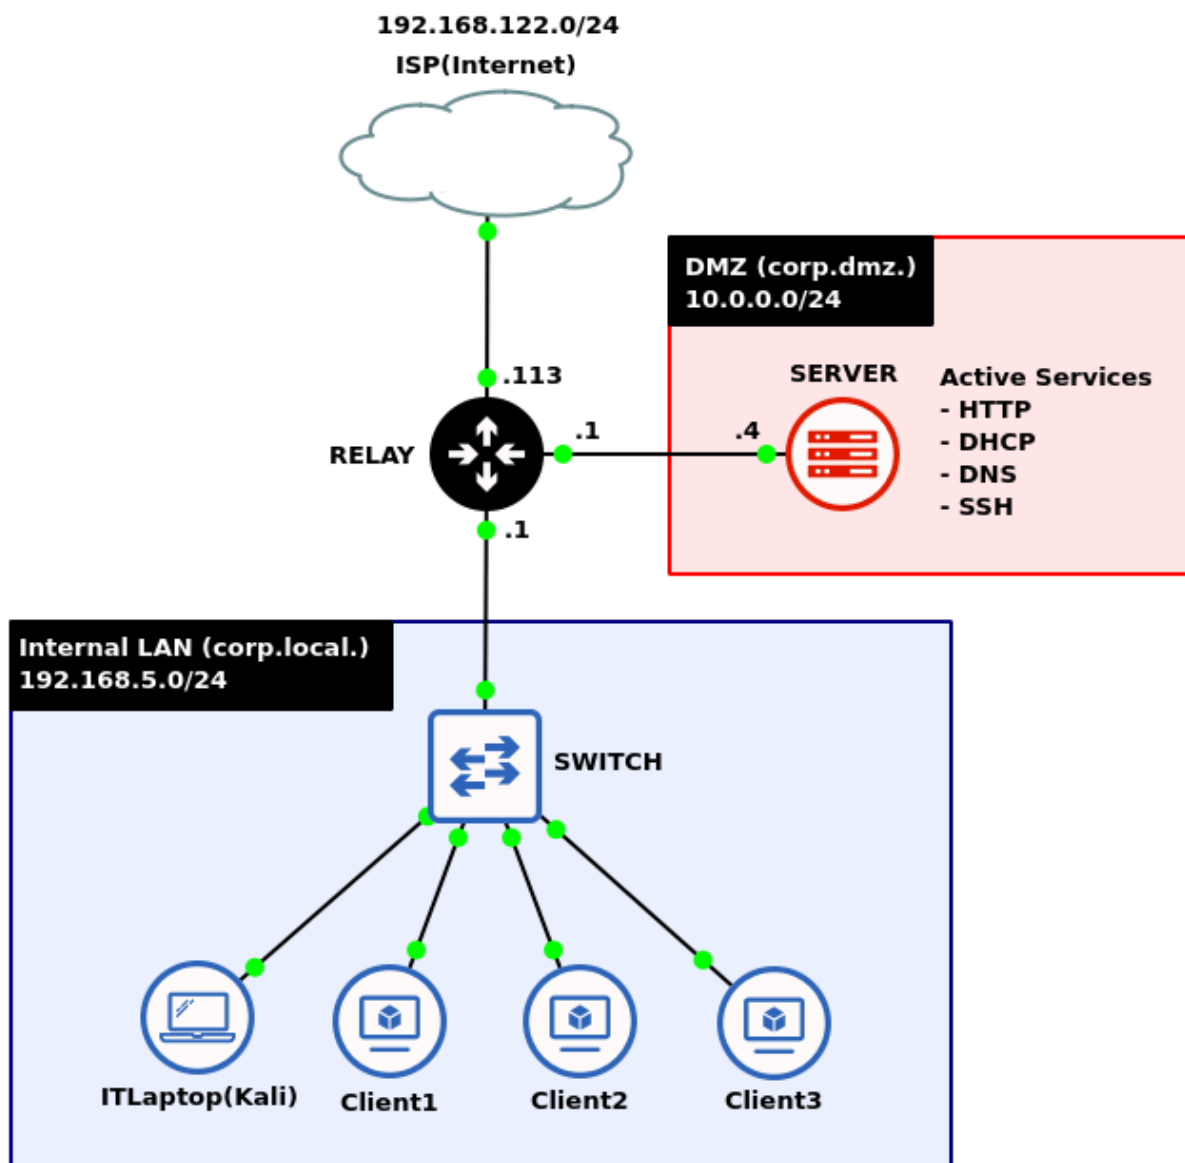 192.168.122.0/24
ISP(Internet)
DMZ (corp.dmz.)
10.0.0.0/24
.113
SERVER
Active Services
- HTTP
- DHCP
- DNS
- SSH
RELAY
.1
.4
.1
Internal LAN (corp.local.)
192.168.5.0/24
SWITCH
ITLaptop(Kali)
Client1
Client2
Client3